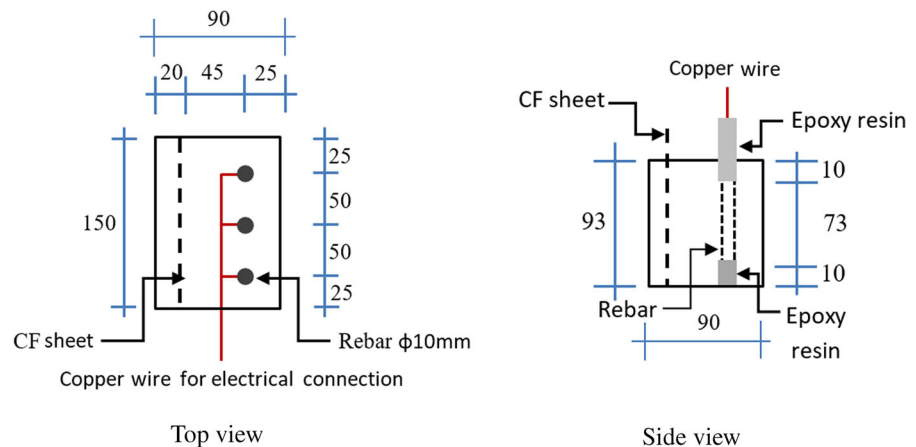 90
20 45 25
150
25
50
50
25
CF sheet
Rebar ϕ10mm
Copper wire for electrical connection
Top view
Copper wire
CF sheet
Epoxy resin
93
10
73
10
Rebar
90
Epoxy
resin
Side view